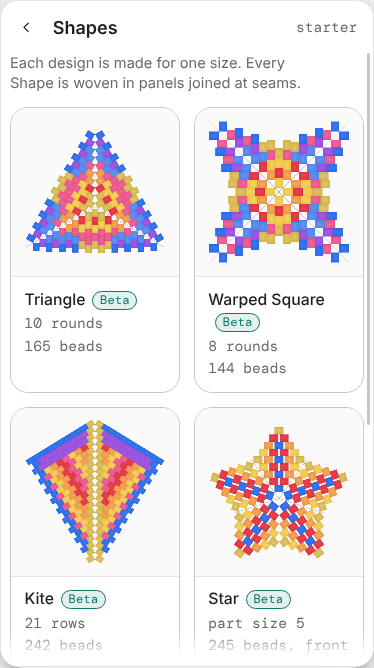 Shapes
starter
Each design is made for one size. Every
Shape is woven in panels joined at seams.
Triangle Beta
10 rounds
165 beads
Warped Square
Beta
8 rounds
144 beads
Kite Beta
21 rows
242 beads
Star Beta
part size 5
245 beads, front